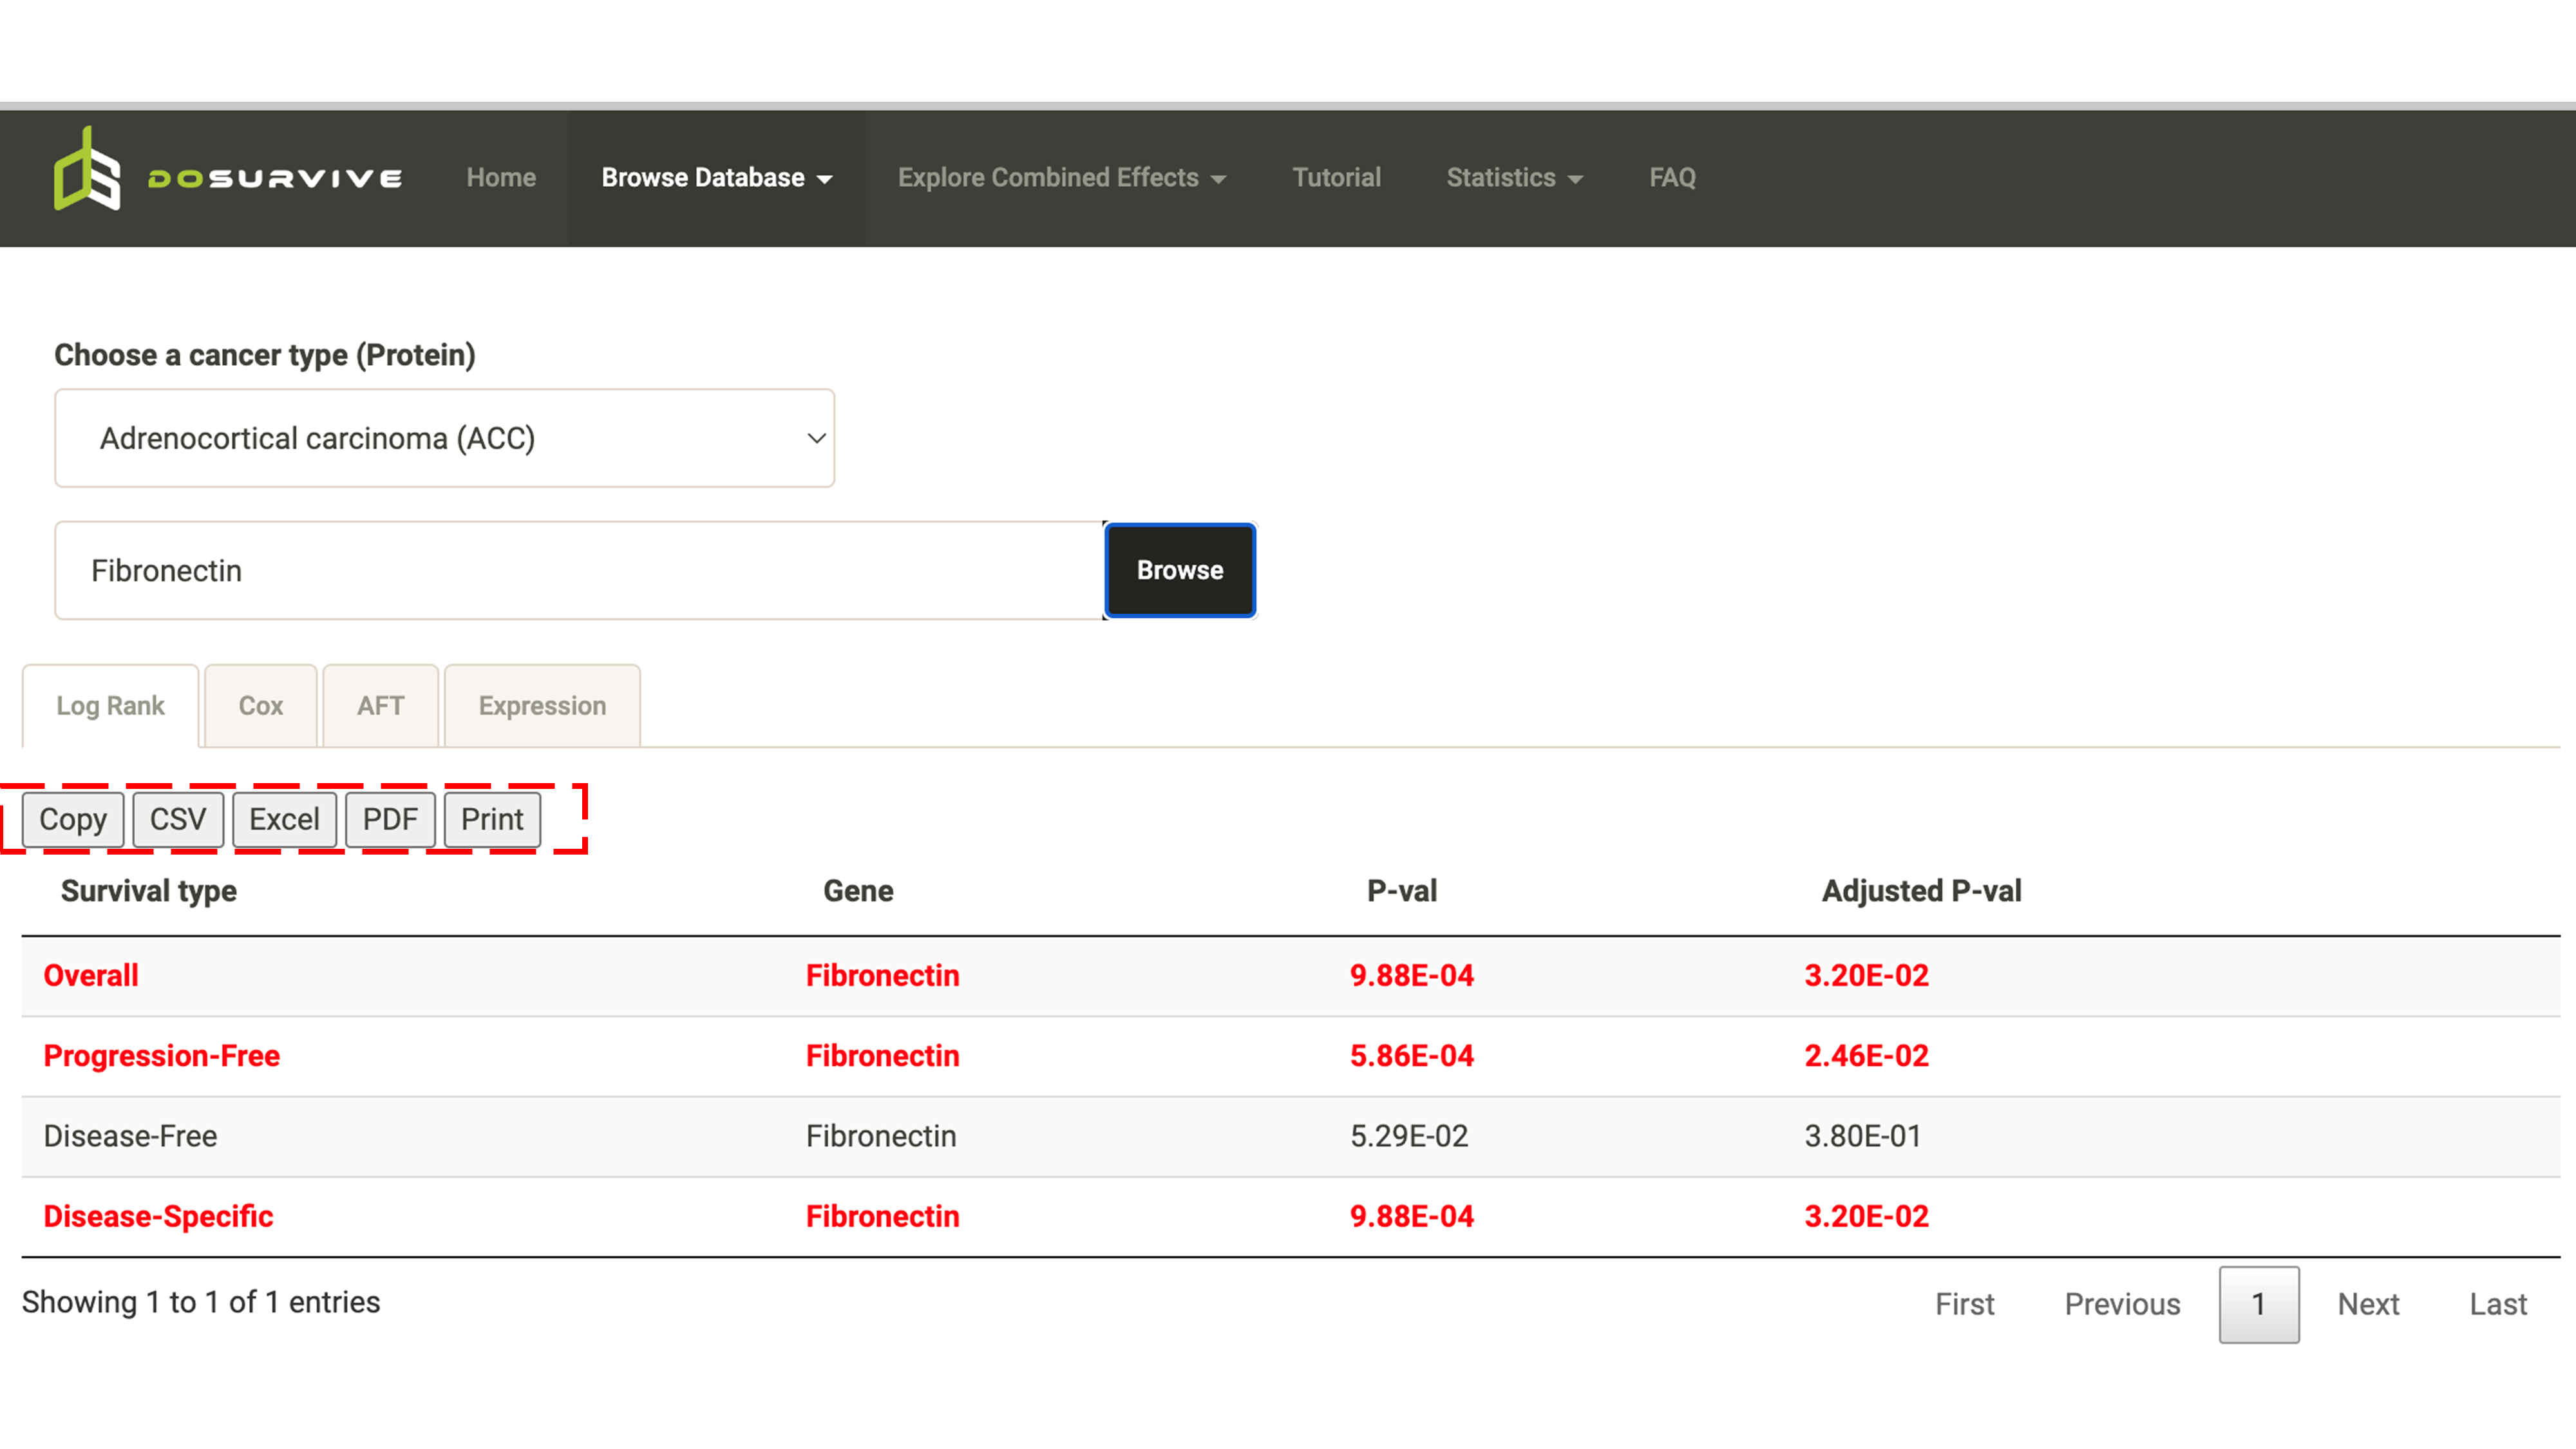 DOSURVIVE Home Browse Database Explore Combined Effects Tutorial Statistics FAQ
Choose a cancer type (Protein)
Adrenocortical carcinoma (ACC)
Fibronectin Browse
Log Rank Cox AFT Expression
Copy CSV Excel PDF Print
Survival type Gene P-val Adjusted P-val
Overall Fibronectin 9.88E-04 3.20E-02
Progression-Free Fibronectin 5.86E-04 2.46E-02
Disease-Free Fibronectin 5.29E-02 3.80E-01
Disease-Specific Fibronectin 9.88E-04 3.20E-02
Showing 1 to 1 of 1 entries First Previous 1 Next Last